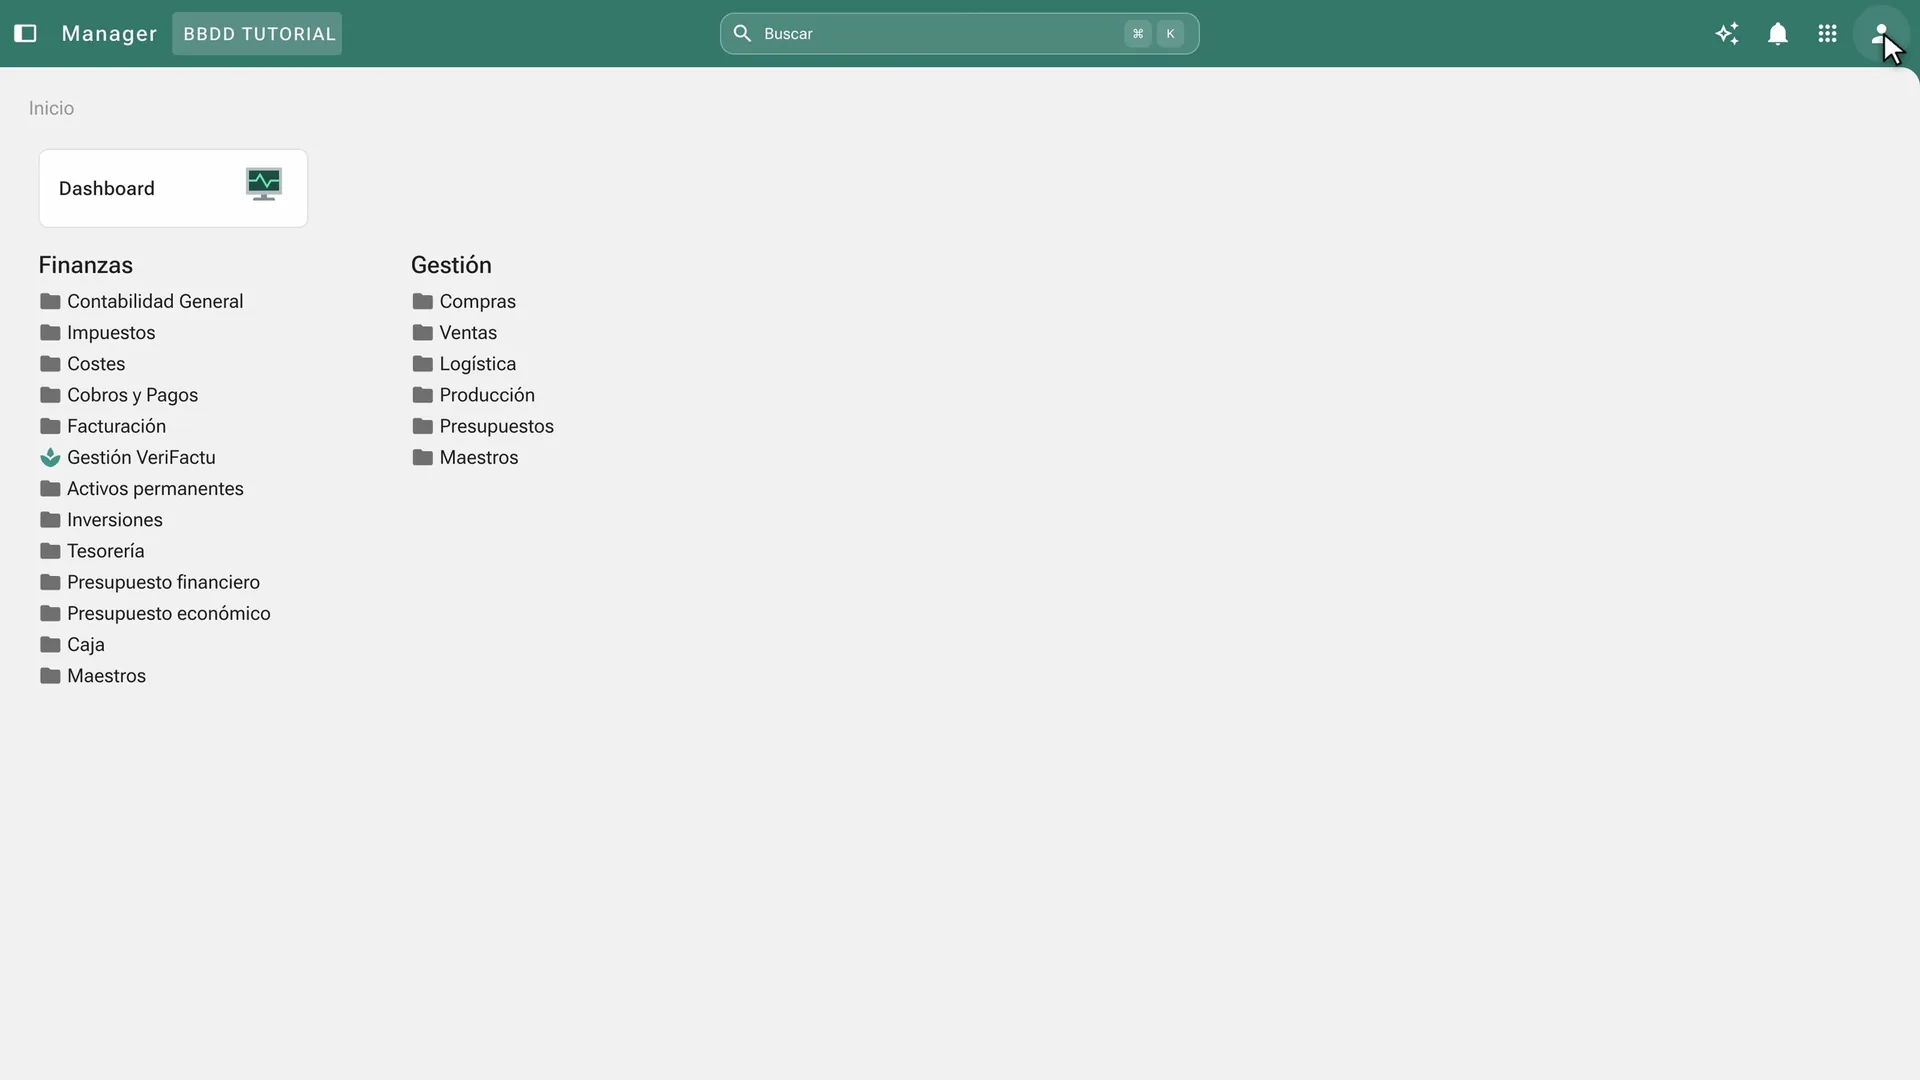 Manager
BBDD TUTORIAL
Buscar
⌘ K
Inicio
Dashboard
Finanzas
Contabilidad General
Impuestos
Costes
Cobros y Pagos
Facturación
Gestión VeriFactu
Activos permanentes
Inversiones
Tesorería
Presupuesto financiero
Presupuesto económico
Caja
Maestros
Gestión
Compras
Ventas
Logística
Producción
Presupuestos
Maestros